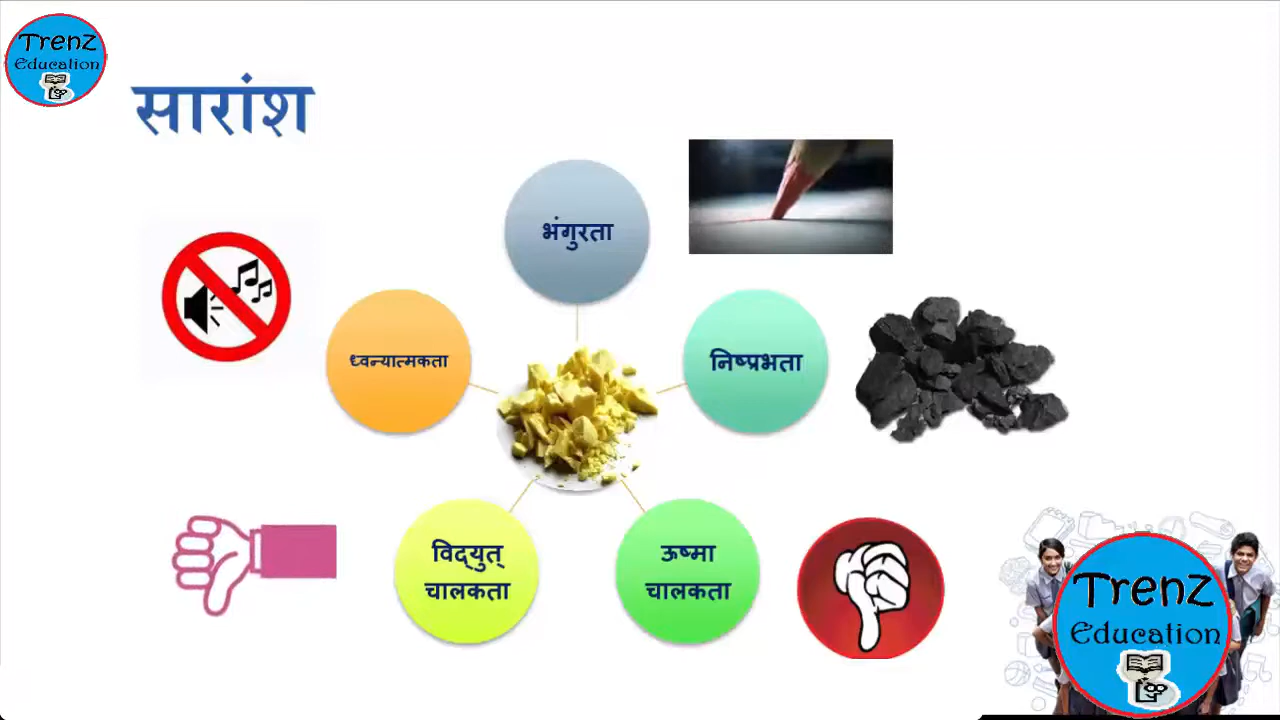 Trenz
Education
सारांश
भंगुरता
ध्वन्यात्मकता
निष्प्रभता
विद्युत्
चालकता
ऊष्मा
चालकता
Trenz
Education